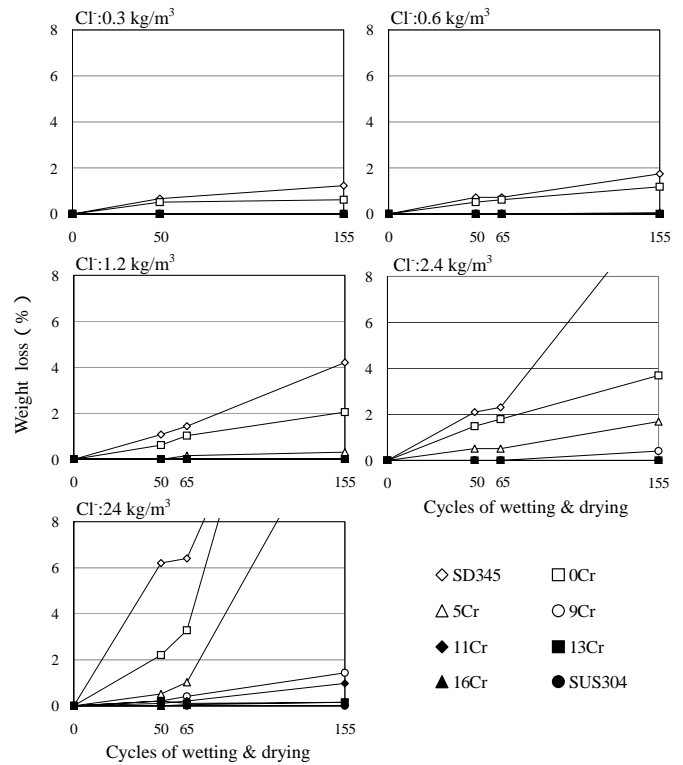 Cl⁻:0.3 kg/m³
8
6
4
2
0
0 50 155
Cl⁻:0.6 kg/m³
8
6
4
2
0
0 50 65 155
Cl⁻:1.2 kg/m³
8
6
4
2
0
0 50 65 155
Cl⁻:2.4 kg/m³
8
6
4
2
0
0 50 65 155
Cycles of wetting & drying
Weight loss (%)
Cl⁻:24 kg/m³
8
6
4
2
0
0 50 65 155
Cycles of wetting & drying
SD345 0Cr
5Cr 9Cr
11Cr 13Cr
16Cr SUS304